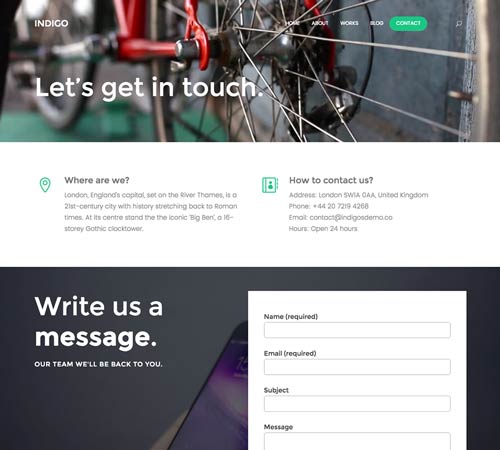 INDIGO
HOME ABOUT WORKS BLOG CONTACT
Let's get in touch.
Where are we?
London, England's capital, set on the River Thames, is a
21st-century city with history stretching back to Roman
times. At its centre stand the the iconic 'Big Ben', a 16-
storey Gothic clocktower.
How to contact us?
Address: London SW1A 0AA, United Kingdom
Phone: +44 20 7219 4268
Email: contact@indigosdemo.co
Hours: Open 24 hours
Write us a
message.
OUR TEAM WE'LL BE BACK TO YOU.
Name (required)
Email (required)
Subject
Message